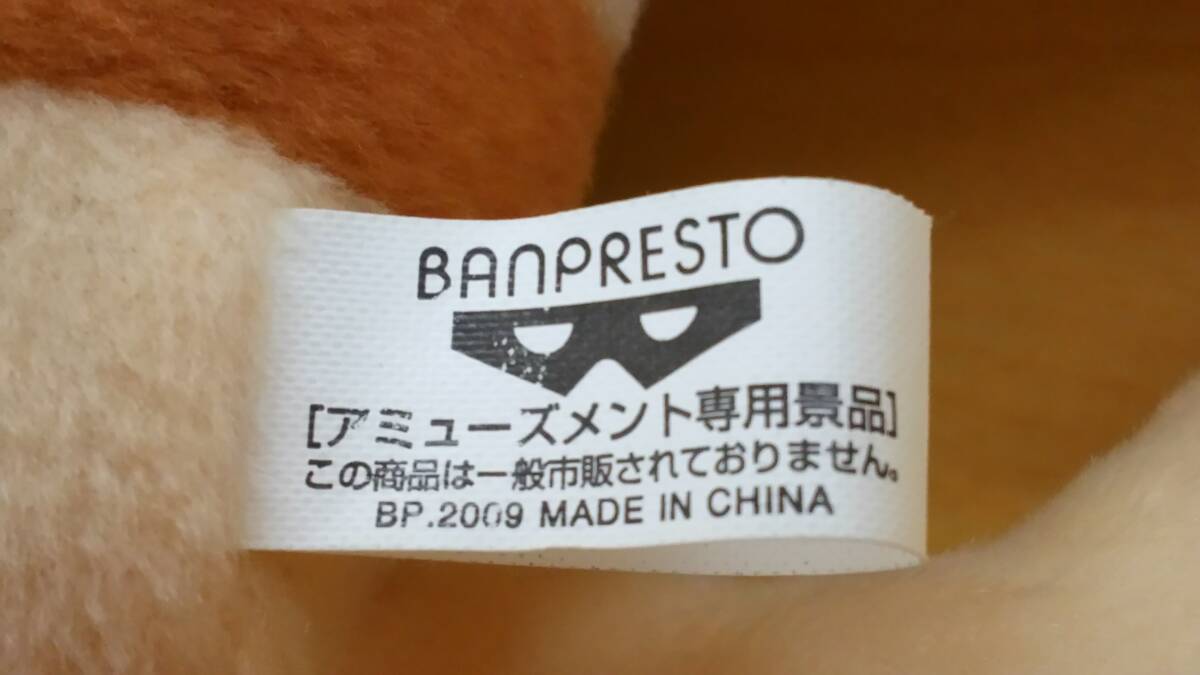 BANPRESTO
[アミューズメント専用景品]
この商品は一般市販されておりません。
BP.2009 MADE IN CHINA